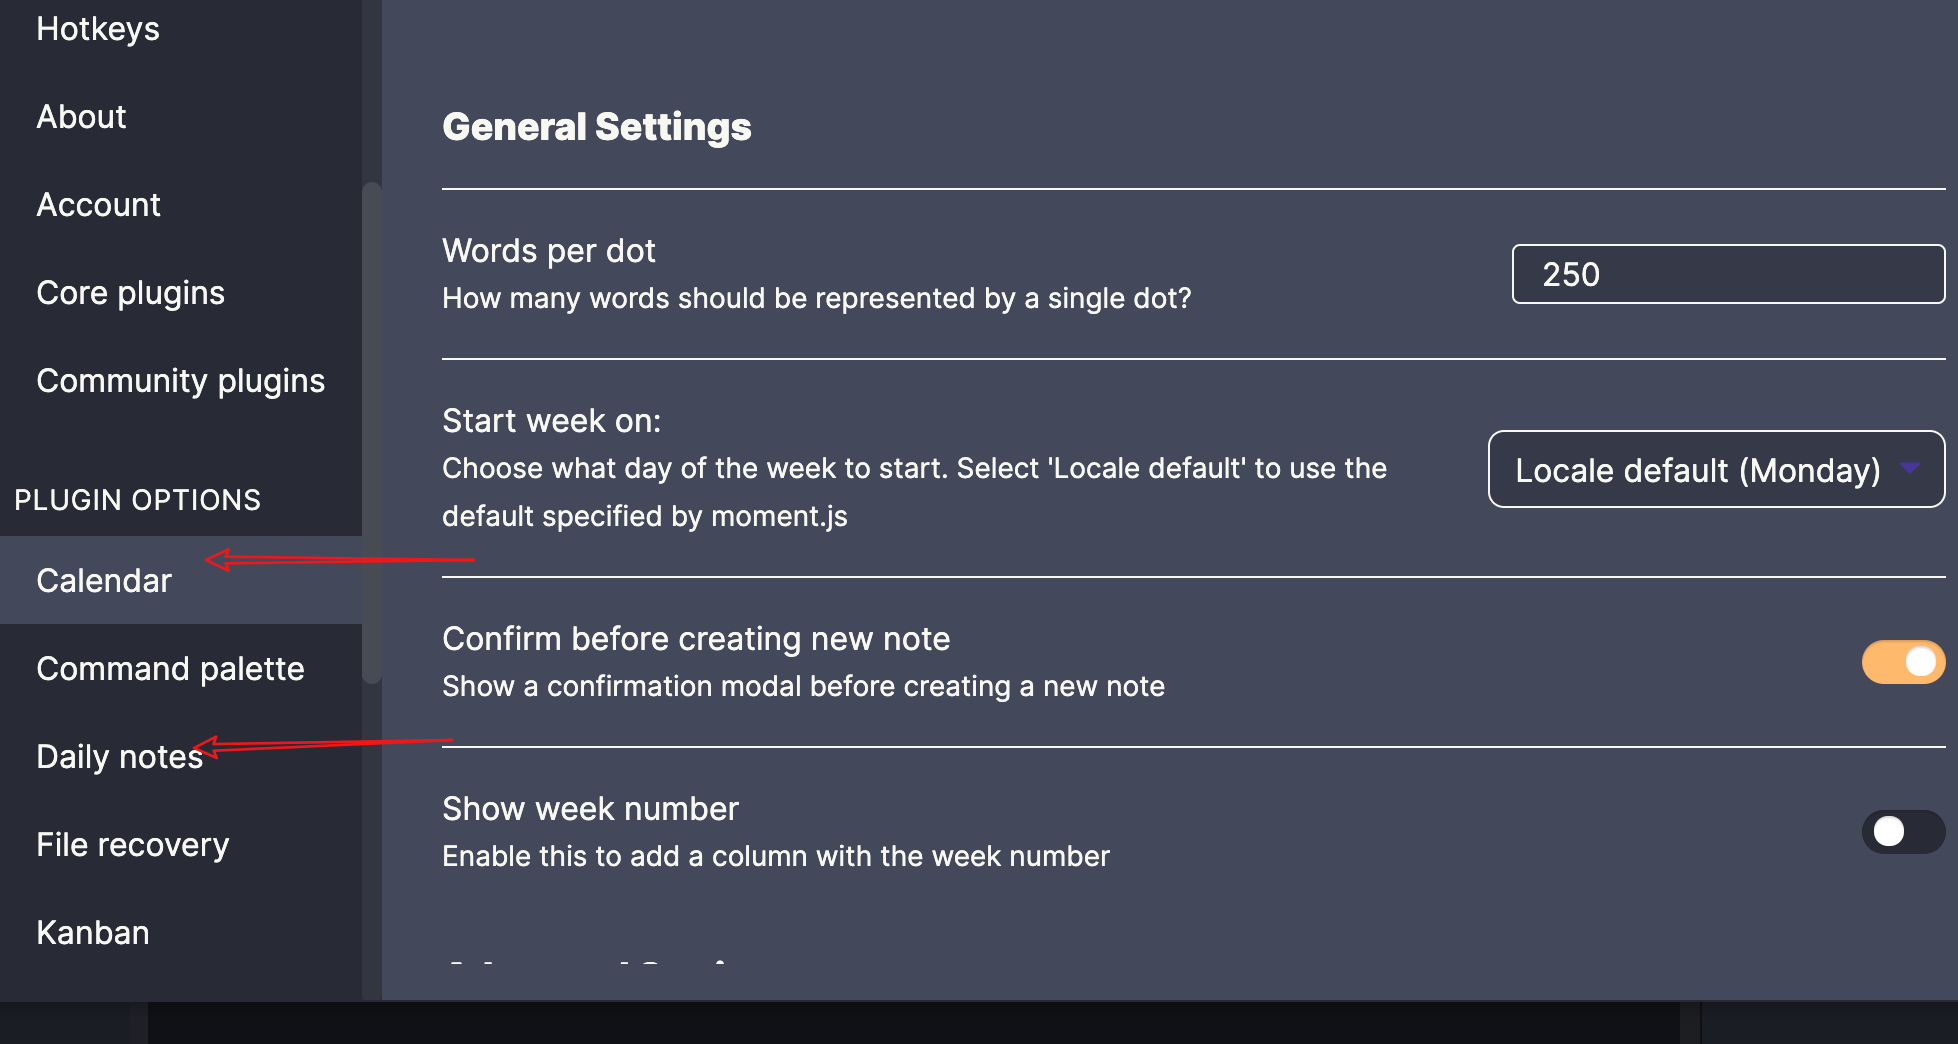 Hotkeys
About
Account
Core plugins
Community plugins
PLUGIN OPTIONS
Calendar
Command palette
Daily notes
File recovery
Kanban
General Settings
Words per dot
How many words should be represented by a single dot?
250
Start week on:
Choose what day of the week to start. Select 'Locale default' to use the
default specified by moment.js
Locale default (Monday)
Confirm before creating new note
Show a confirmation modal before creating a new note
Show week number
Enable this to add a column with the week number